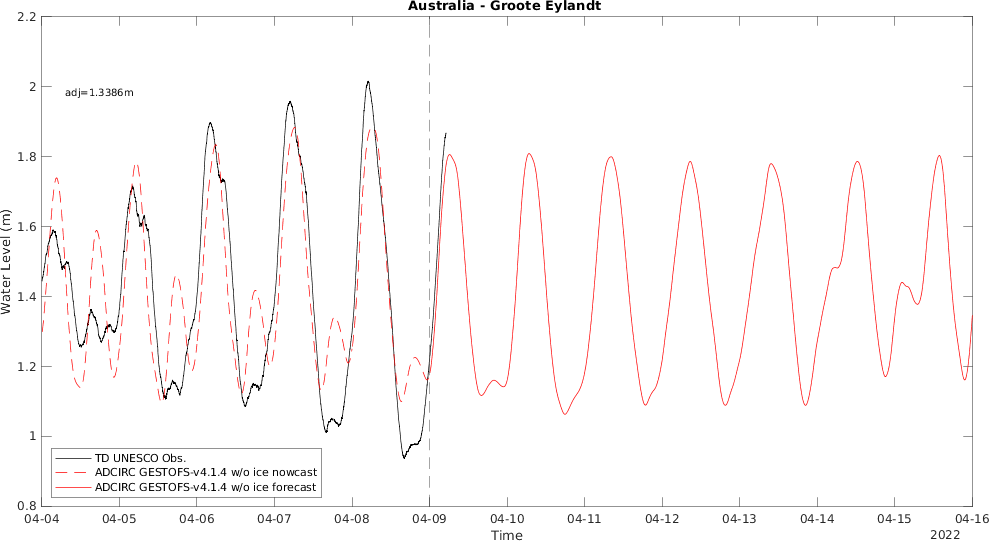 Australia - Groote Eylandt
2.2
2
1.8
1.6
1.4
1.2
1
0.8
Water Level (m)
adj=1.3386m
TD UNESCO Obs.
ADCIRC GESTOFS-v4.1.4 w/o ice nowcast
ADCIRC GESTOFS-v4.1.4 w/o ice forecast
04-04 04-05 04-06 04-07 04-08 04-09 04-10 04-11 04-12 04-13 04-14 04-15 04-16
Time
2022